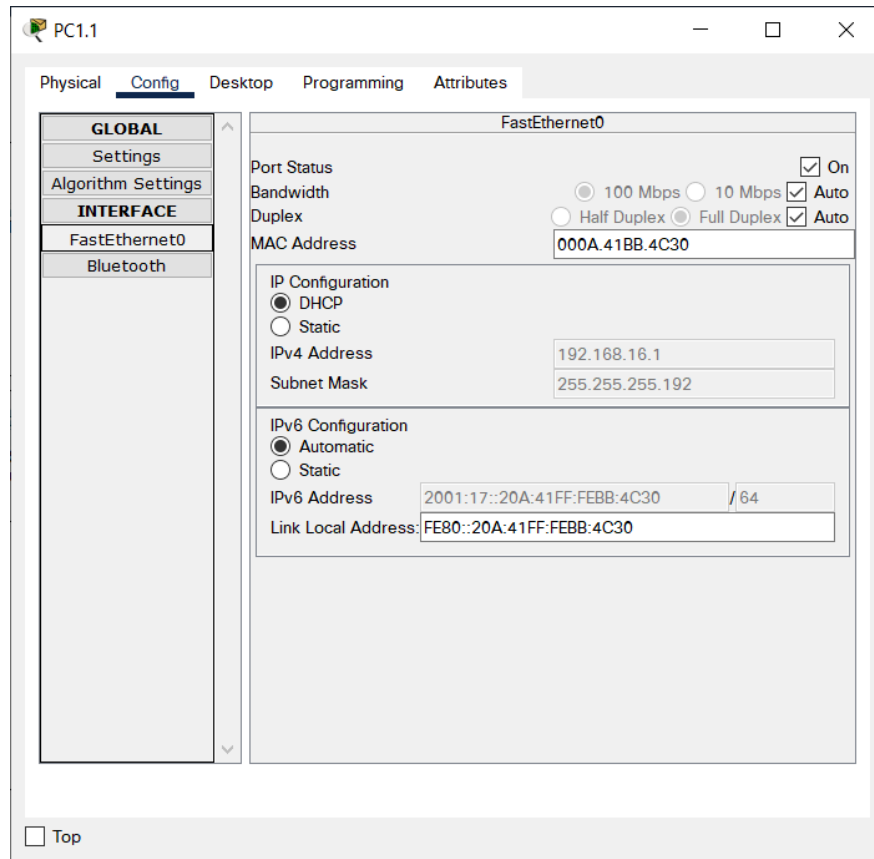 PC1.1
Physical Config Desktop Programming Attributes
GLOBAL
Settings
Algorithm Settings
INTERFACE
FastEthernet0
Bluetooth
FastEthernet0
Port Status On
Bandwidth 100 Mbps 10 Mbps Auto
Duplex Half Duplex Full Duplex Auto
MAC Address 000A.41BB.4C30
IP Configuration
DHCP
Static
IPv4 Address 192.168.16.1
Subnet Mask 255.255.255.192
IPv6 Configuration
Automatic
Static
IPv6 Address 2001:17::20A:41FF:FEBB:4C30 / 64
Link Local Address: FE80::20A:41FF:FEBB:4C30
Top